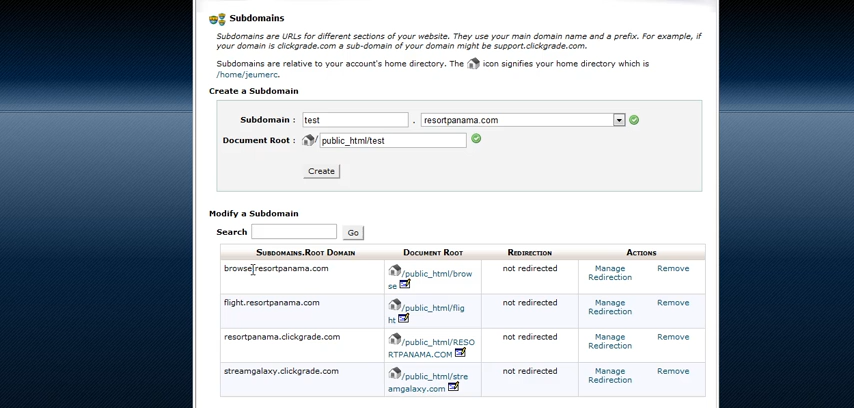 Subdomains
Subdomains are URLs for different sections of your website. They use your main domain name and a prefix. For example, if
your domain is clickgrade.com a sub-domain of your domain might be support.clickgrade.com.
Subdomains are relative to your account's home directory. The icon signifies your home directory which is
/home/jeumerc.
Create a Subdomain
Subdomain : test . resortpanama.com
Document Root : / public_html/test
Create
Modify a Subdomain
Search Go
Subdomains.Root Domain Document Root Redirection Actions
browse.resortpanama.com /public_html/brow not redirected Manage Remove
se Redirection
flight.resortpanama.com /public_html/flig not redirected Manage Remove
ht Redirection
resortpanama.clickgrade.com /public_html/RESO not redirected Manage Remove
RTPANAMA.COM Redirection
streamgalaxy.clickgrade.com /public_html/stre not redirected Manage Remove
amgalaxy.com Redirection